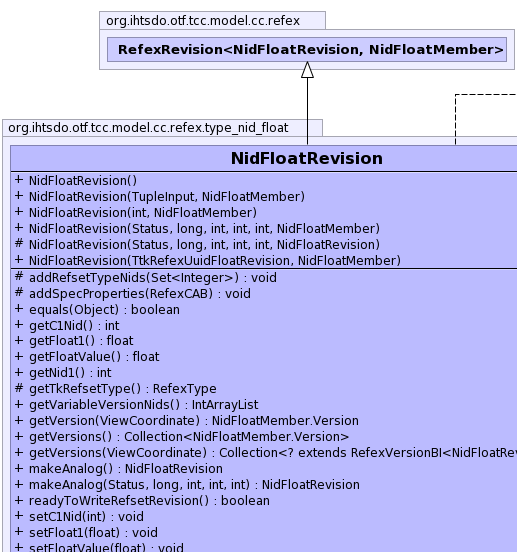 org.ihtsdo.otf.tcc.model.cc.refex
RefexRevision<NidFloatRevision, NidFloatMember>
org.ihtsdo.otf.tcc.model.cc.refex.type_nid_float
NidFloatRevision
+ NidFloatRevision()
+ NidFloatRevision(TupleInput, NidFloatMember)
+ NidFloatRevision(int, NidFloatMember)
+ NidFloatRevision(Status, long, int, int, int, NidFloatMember)
# NidFloatRevision(Status, long, int, int, int, NidFloatRevision)
+ NidFloatRevision(TtkRefexUuidFloatRevision, NidFloatMember)
# addRefsetTypeNids(Set<Integer>) : void
# addSpecProperties(RefexCAB) : void
+ equals(Object) : boolean
+ getC1Nid() : int
+ getFloat1() : float
+ getFloatValue() : float
+ getNid1() : int
# getTkRefsetType() : RefexType
+ getVariableVersionNids() : IntArrayList
+ getVersion(ViewCoordinate) : NidFloatMember.Version
+ getVersions() : Collection<NidFloatMember.Version>
+ getVersions(ViewCoordinate) : Collection<? extends RefexVersionBI<NidFloatRev
+ makeAnalog() : NidFloatRevision
+ makeAnalog(Status, long, int, int, int) : NidFloatRevision
+ readyToWriteRefsetRevision() : boolean
+ setC1Nid(int) : void
+ setFloat1(float) : void
+ setFloatValue(float) : void